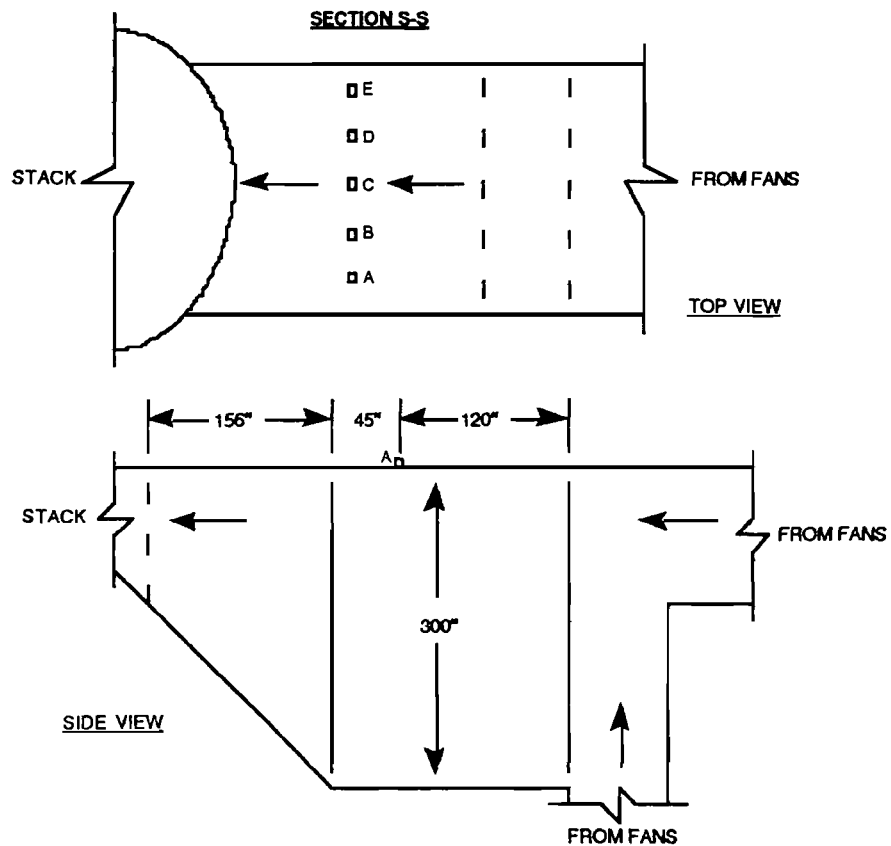 SECTION S-S
E
D
STACK
C
FROM FANS
B
A
TOP VIEW
156"
45"
120"
A
STACK
FROM FANS
300"
SIDE VIEW
FROM FANS